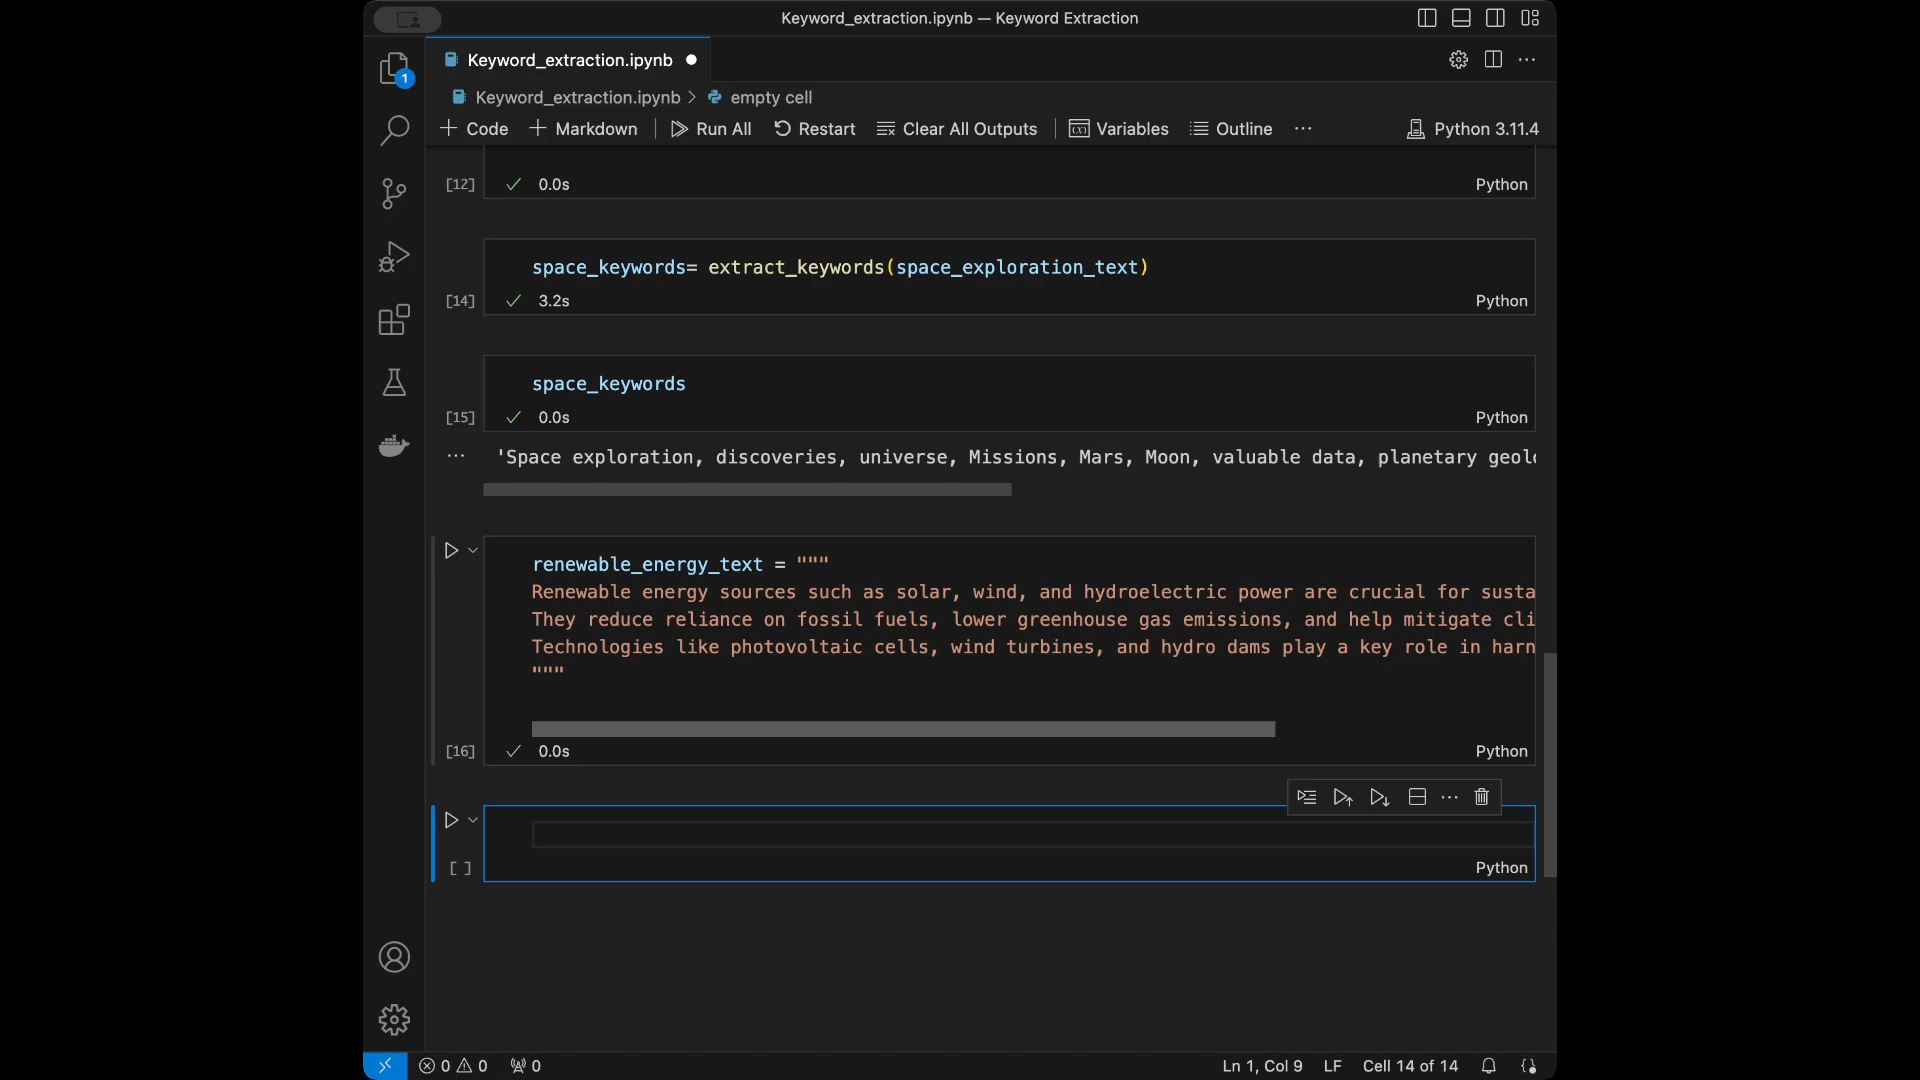 Keyword_extraction.ipynb — Keyword Extraction
Keyword_extraction.ipynb
1
Keyword_extraction.ipynb > empty cell
Code Markdown Run All Restart Clear All Outputs Variables Outline ... Python 3.11.4
[12] 0.0s Python
space_keywords= extract_keywords(space_exploration_text)
[14] 3.2s Python
space_keywords
[15] 0.0s Python
... 'Space exploration, discoveries, universe, Missions, Mars, Moon, valuable data, planetary geolo
renewable_energy_text = """
Renewable energy sources such as solar, wind, and hydroelectric power are crucial for susta
They reduce reliance on fossil fuels, lower greenhouse gas emissions, and help mitigate cli
Technologies like photovoltaic cells, wind turbines, and hydro dams play a key role in harn
"""
[16] 0.0s Python
[ ] Python
0 0 0 Ln 1, Col 9 LF Cell 14 of 14